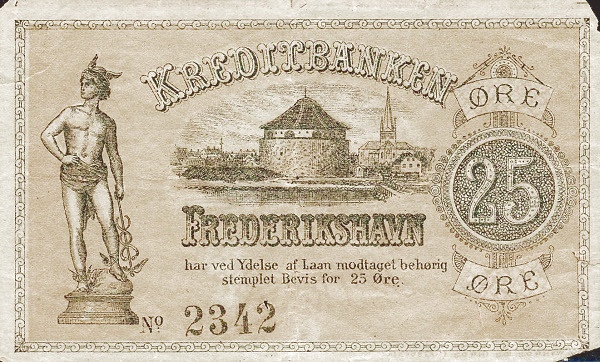 KREDITBANKEN
FREDERIKSHAVN
har ved Ydelse af Laan modtaget behørig
stemplet Bevis for 25 Øre.
No 2342
ØRE
25
ØRE